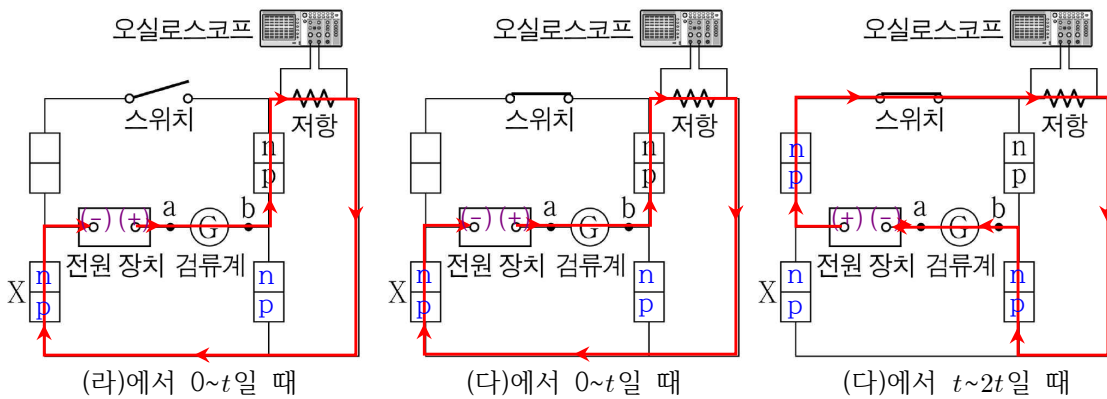 오실로스코프
스위치
저항
n
p
(-) (+) a G b
전원 장치 검류계
X n p
n p
(라)에서 0~t일 때
오실로스코프
스위치
저항
n
p
(-) (+) a G b
전원 장치 검류계
X n p
n p
(다)에서 0~t일 때
오실로스코프
스위치
저항
n p
n p
(+) (-) a G b
전원 장치 검류계
X n p
n p
(다)에서 t~2t일 때